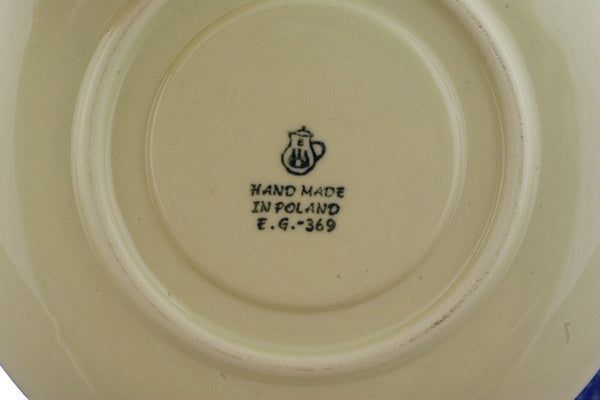 E
HAND MADE
IN POLAND
E.G.-369